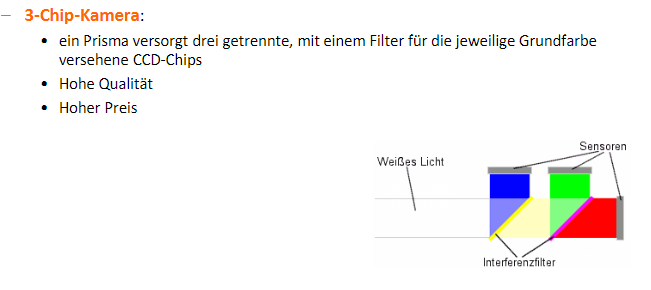 – 3-Chip-Kamera:
• ein Prisma versorgt drei getrennte, mit einem Filter für die jeweilige Grundfarbe
versehene CCD-Chips
• Hohe Qualität
• Hoher Preis
Sensoren
Weißes Licht
Interferenzfilter